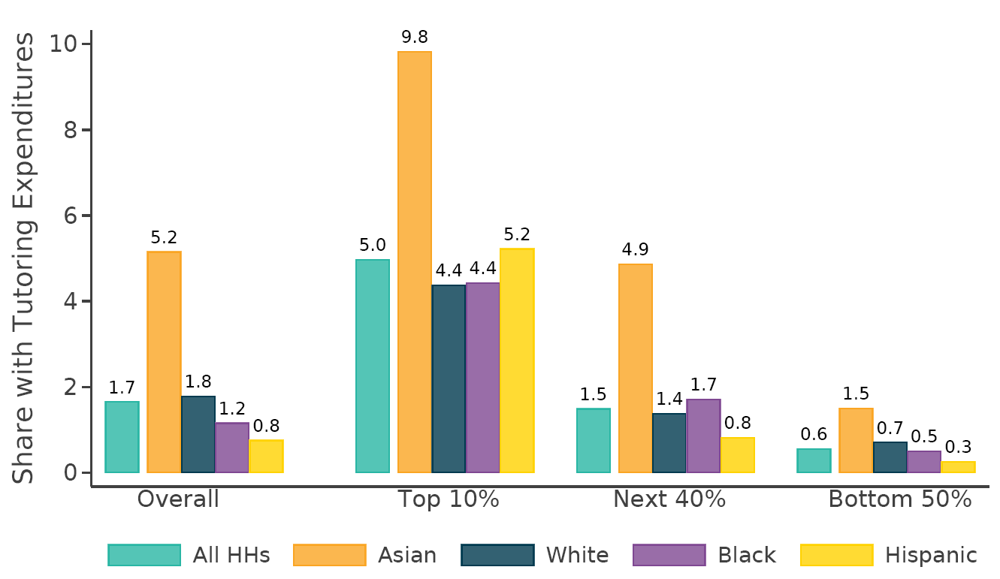 Share with Tutoring Expenditures
10
8
6
4
2
0
1.7
5.2
1.8
1.2
0.8
5.0
9.8
4.4
4.4
5.2
1.5
4.9
1.4
1.7
0.8
0.6
1.5
0.7
0.5
0.3
Overall
Top 10%
Next 40%
Bottom 50%
All HHs
Asian
White
Black
Hispanic